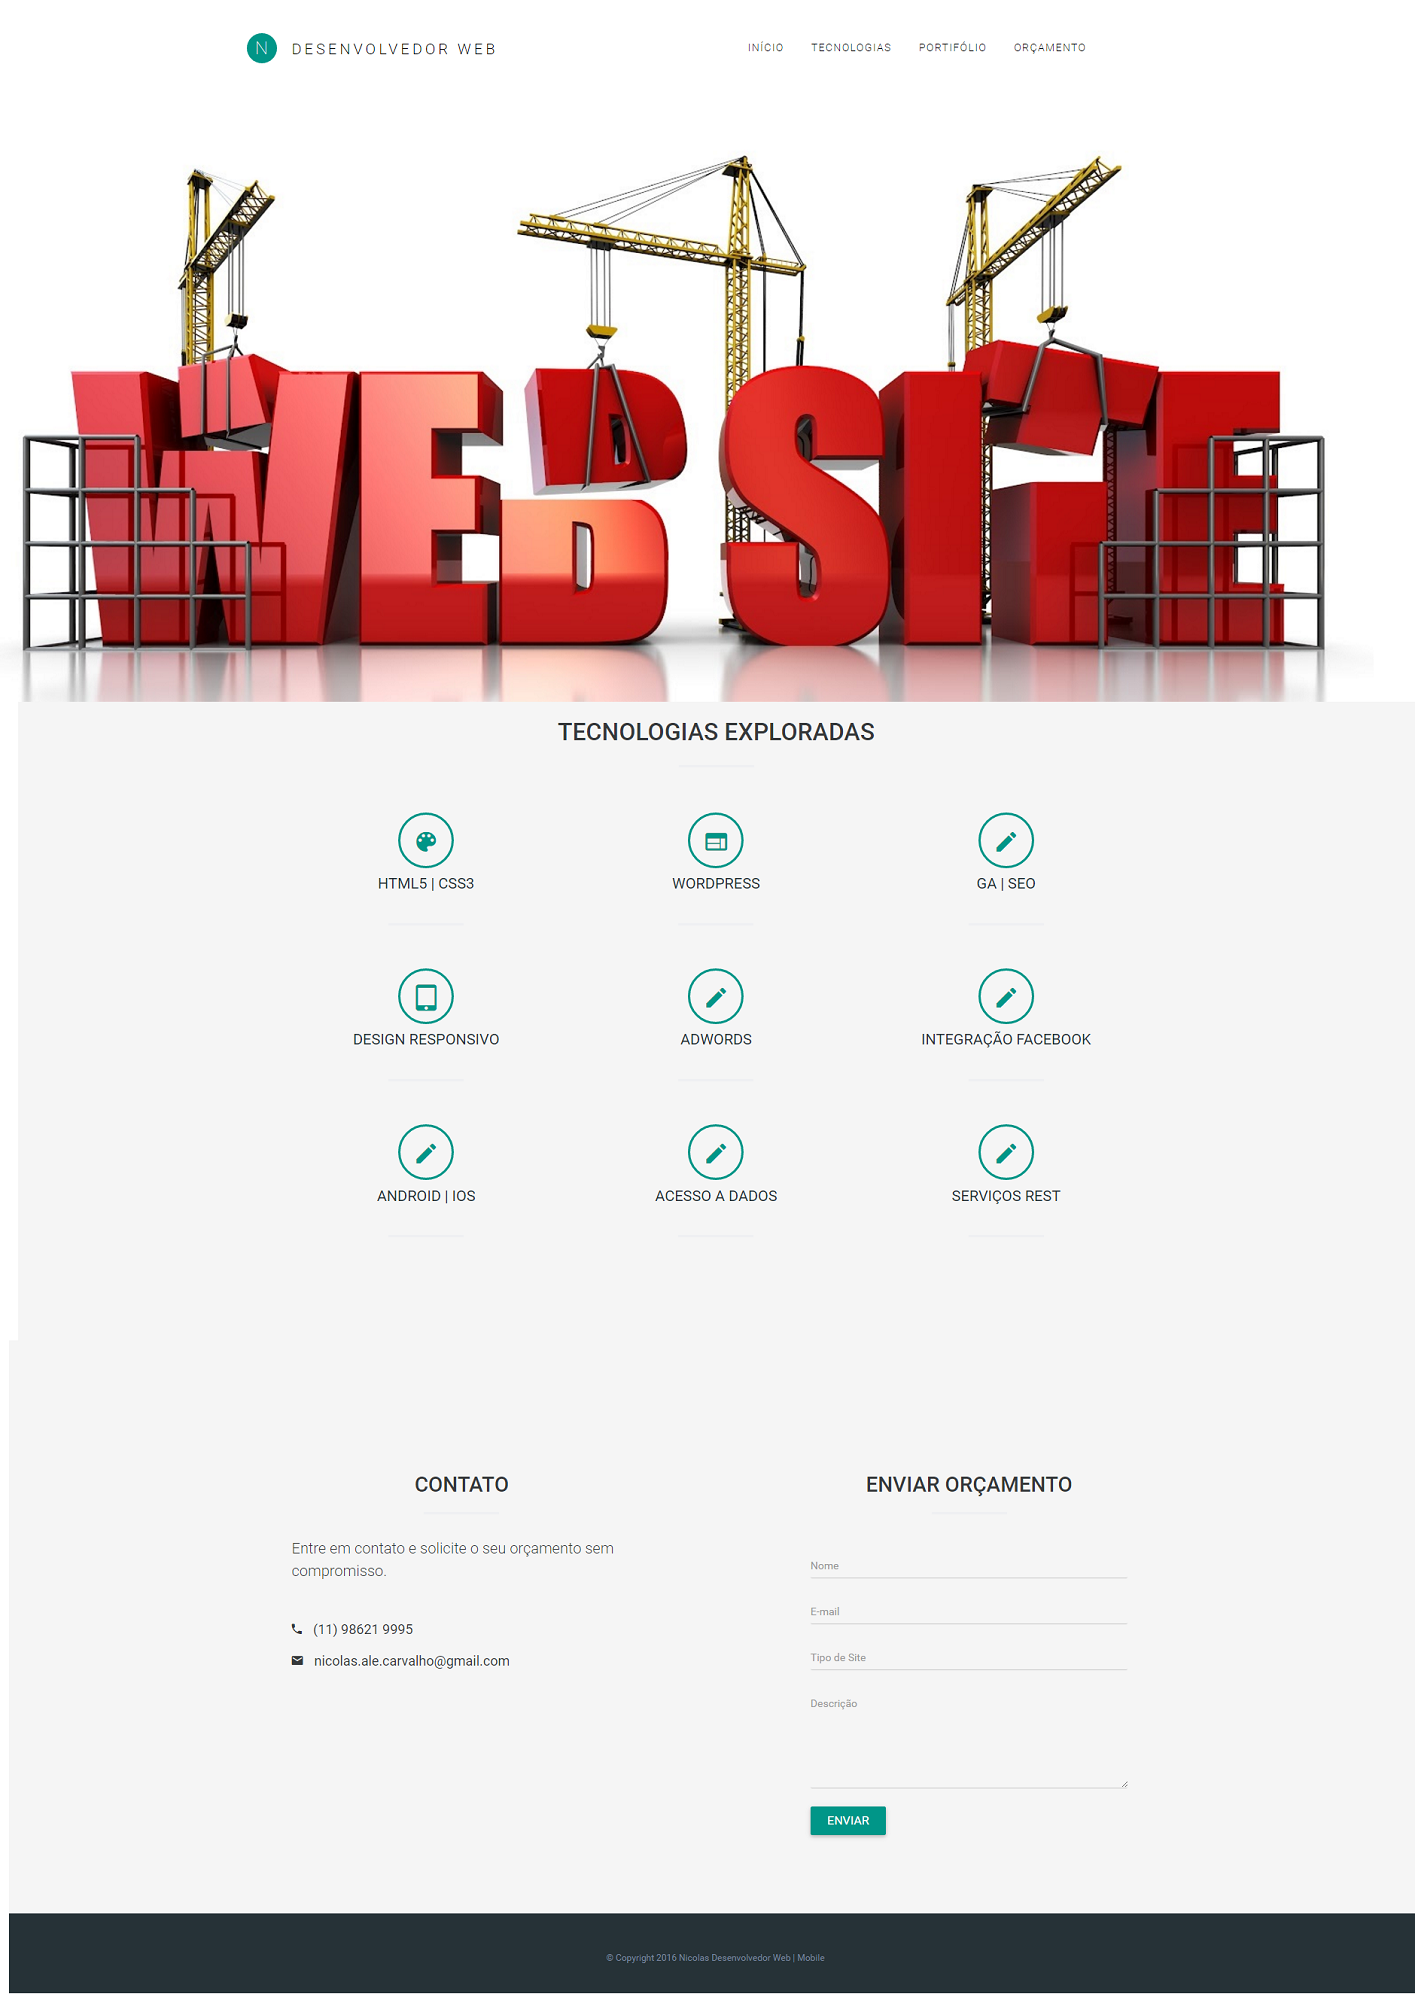 N DESENVOLVEDOR WEB
INÍCIO TECNOLOGIAS PORTIFÓLIO ORÇAMENTO
WEB SITE
TECNOLOGIAS EXPLORADAS
HTML5 | CSS3 WORDPRESS GA | SEO
DESIGN RESPONSIVO ADWORDS INTEGRAÇÃO FACEBOOK
ANDROID | IOS ACESSO A DADOS SERVIÇOS REST
CONTATO
Entre em contato e solicite o seu orçamento sem
compromisso.
(11) 98621 9995
nicolas.ale.carvalho@gmail.com
ENVIAR ORÇAMENTO
Nome
E-mail
Tipo de Site
Descrição
ENVIAR
© Copyright 2016 Nicolas Desenvolvedor Web | Mobile